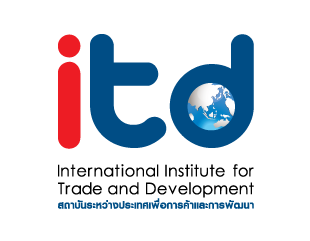 itd
International Institute for
Trade and Development
สถาบันระหว่างประเทศเพื่อการค้าและการพัฒนา